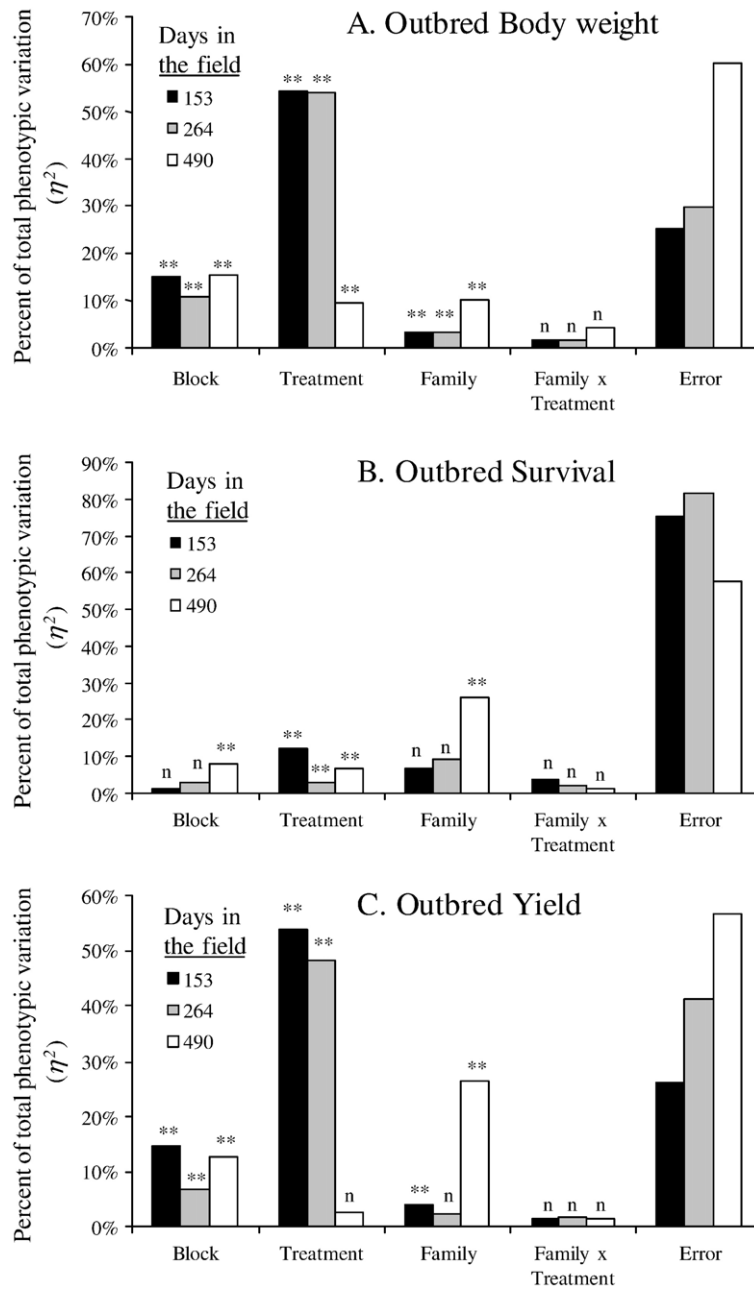 A. Outbred Body weight
Percent of total phenotypic variation
(η²)
70%
60%
50%
40%
30%
20%
10%
0%
Days in
the field
153
264
490
** ** **
** ** **
** ** **
n n n
Block Treatment Family Family x Treatment Error
B. Outbred Survival
Percent of total phenotypic variation
(η²)
90%
80%
70%
60%
50%
40%
30%
20%
10%
0%
Days in
the field
153
264
490
n n **
** ** **
n n **
n n n
Block Treatment Family Family x Treatment Error
C. Outbred Yield
Percent of total phenotypic variation
(η²)
60%
50%
40%
30%
20%
10%
0%
Days in
the field
153
264
490
** ** **
** ** n
** n **
n n n
Block Treatment Family Family x Treatment Error